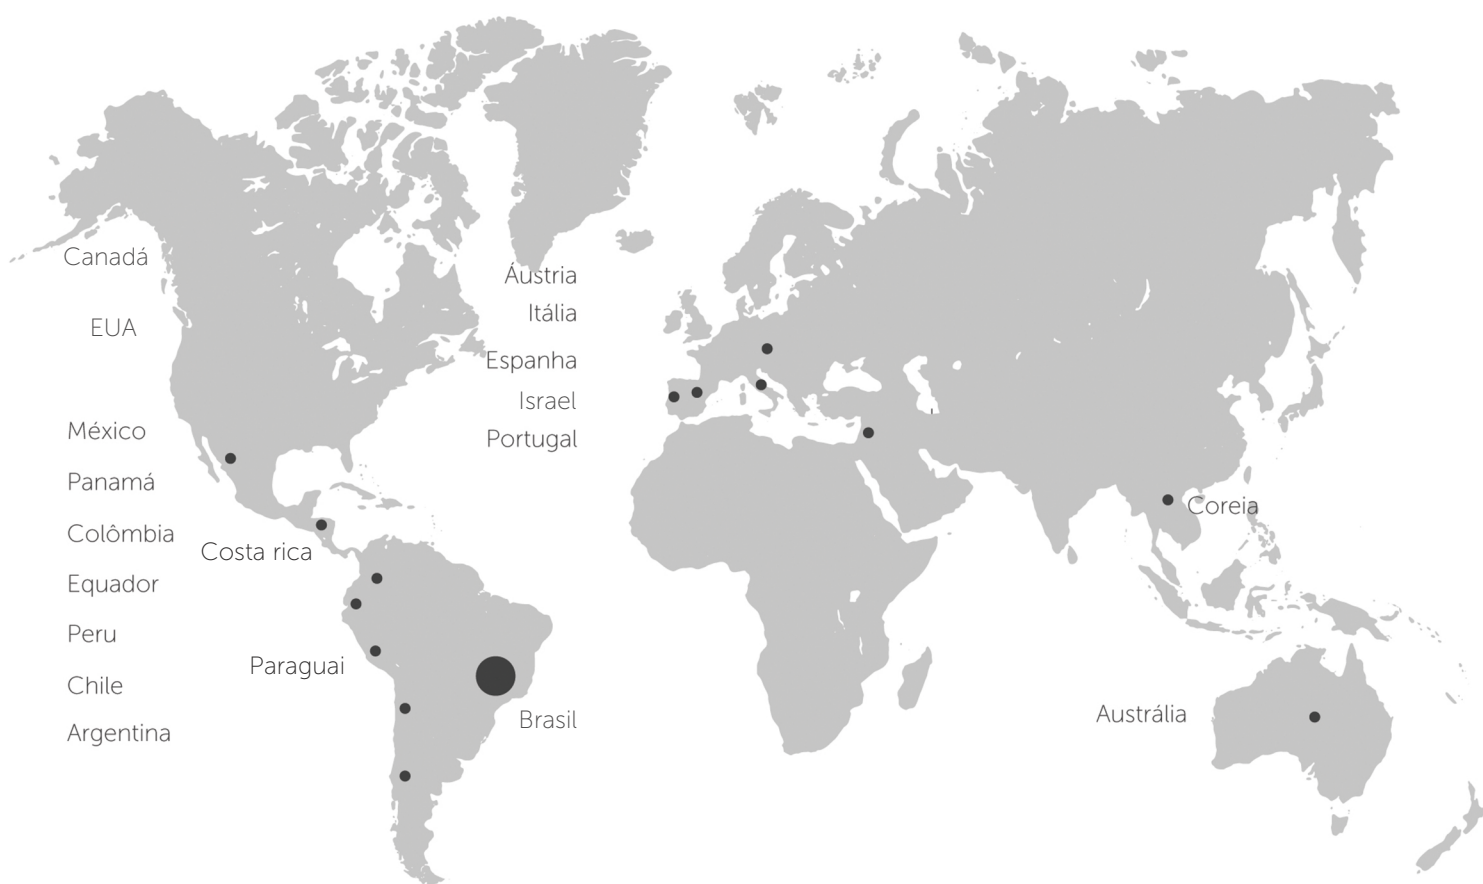 Canadá
EUA
México
Panamá
Colômbia
Equador
Peru
Chile
Argentina
Costa rica
Paraguai
Brasil
Áustria
Itália
Espanha
Israel
Portugal
Coreia
Austrália